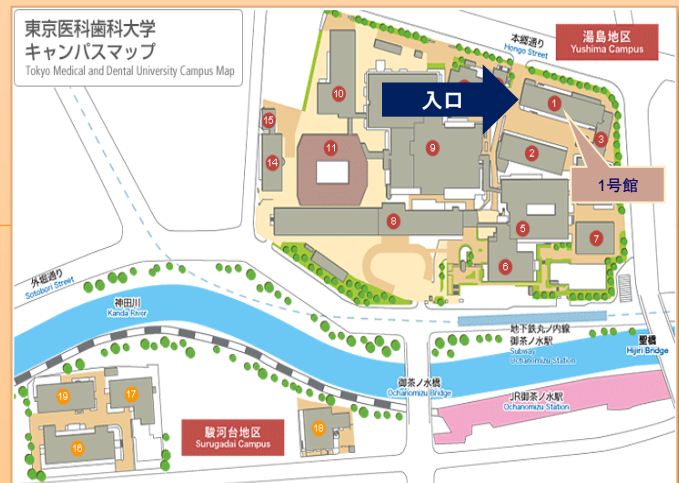 東京医科歯科大学
キャンパスマップ
Tokyo Medical and Dental University Campus Map
本郷通り
Hongo Street
湯島地区
Yushima Campus
入口
1
3
2
1号館
10
15
14
11
9
8
5
7
6
外堀通り
Sotobori Street
神田川
Kanda River
地下鉄丸ノ内線
御茶ノ水駅
Subway
Ochanomizu Station
聖橋
Hijiri Bridge
御茶ノ水橋
Ochanomizu Bridge
JR御茶ノ水駅
Ochanomizu Station
19
17
16
18
駿河台地区
Surugadai Campus